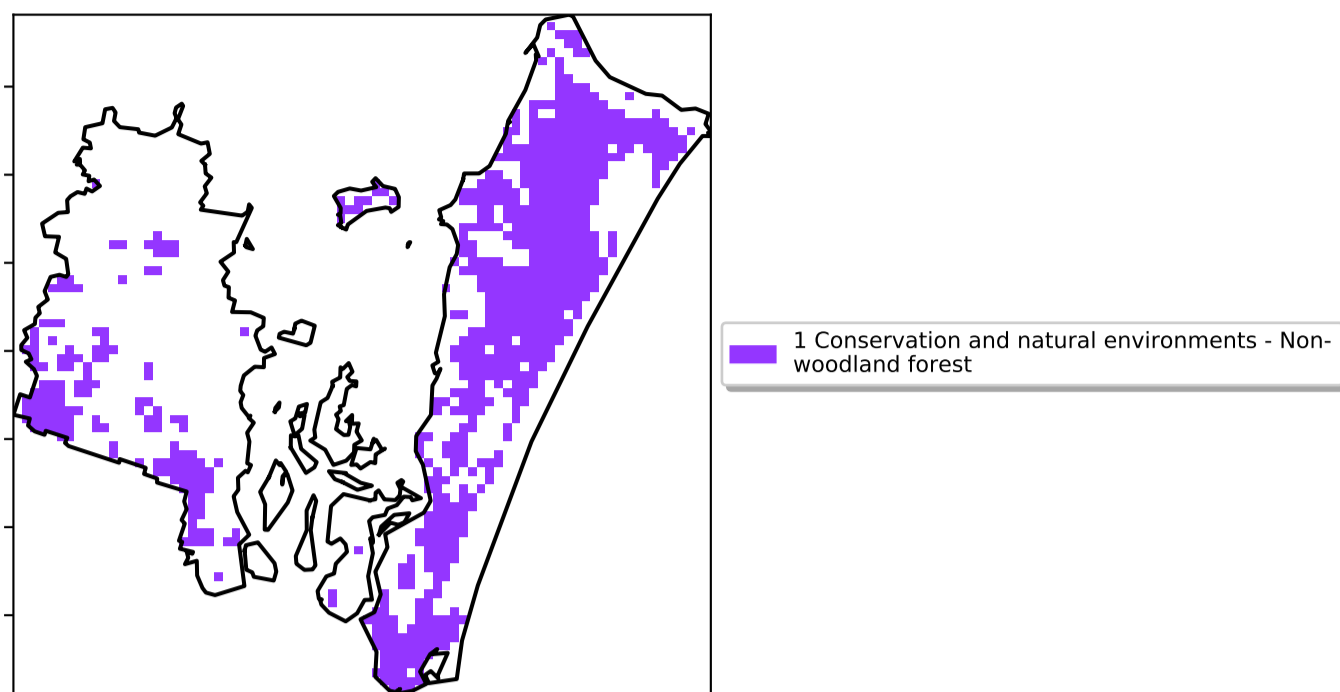 1 Conservation and natural environments - Non-
woodland forest